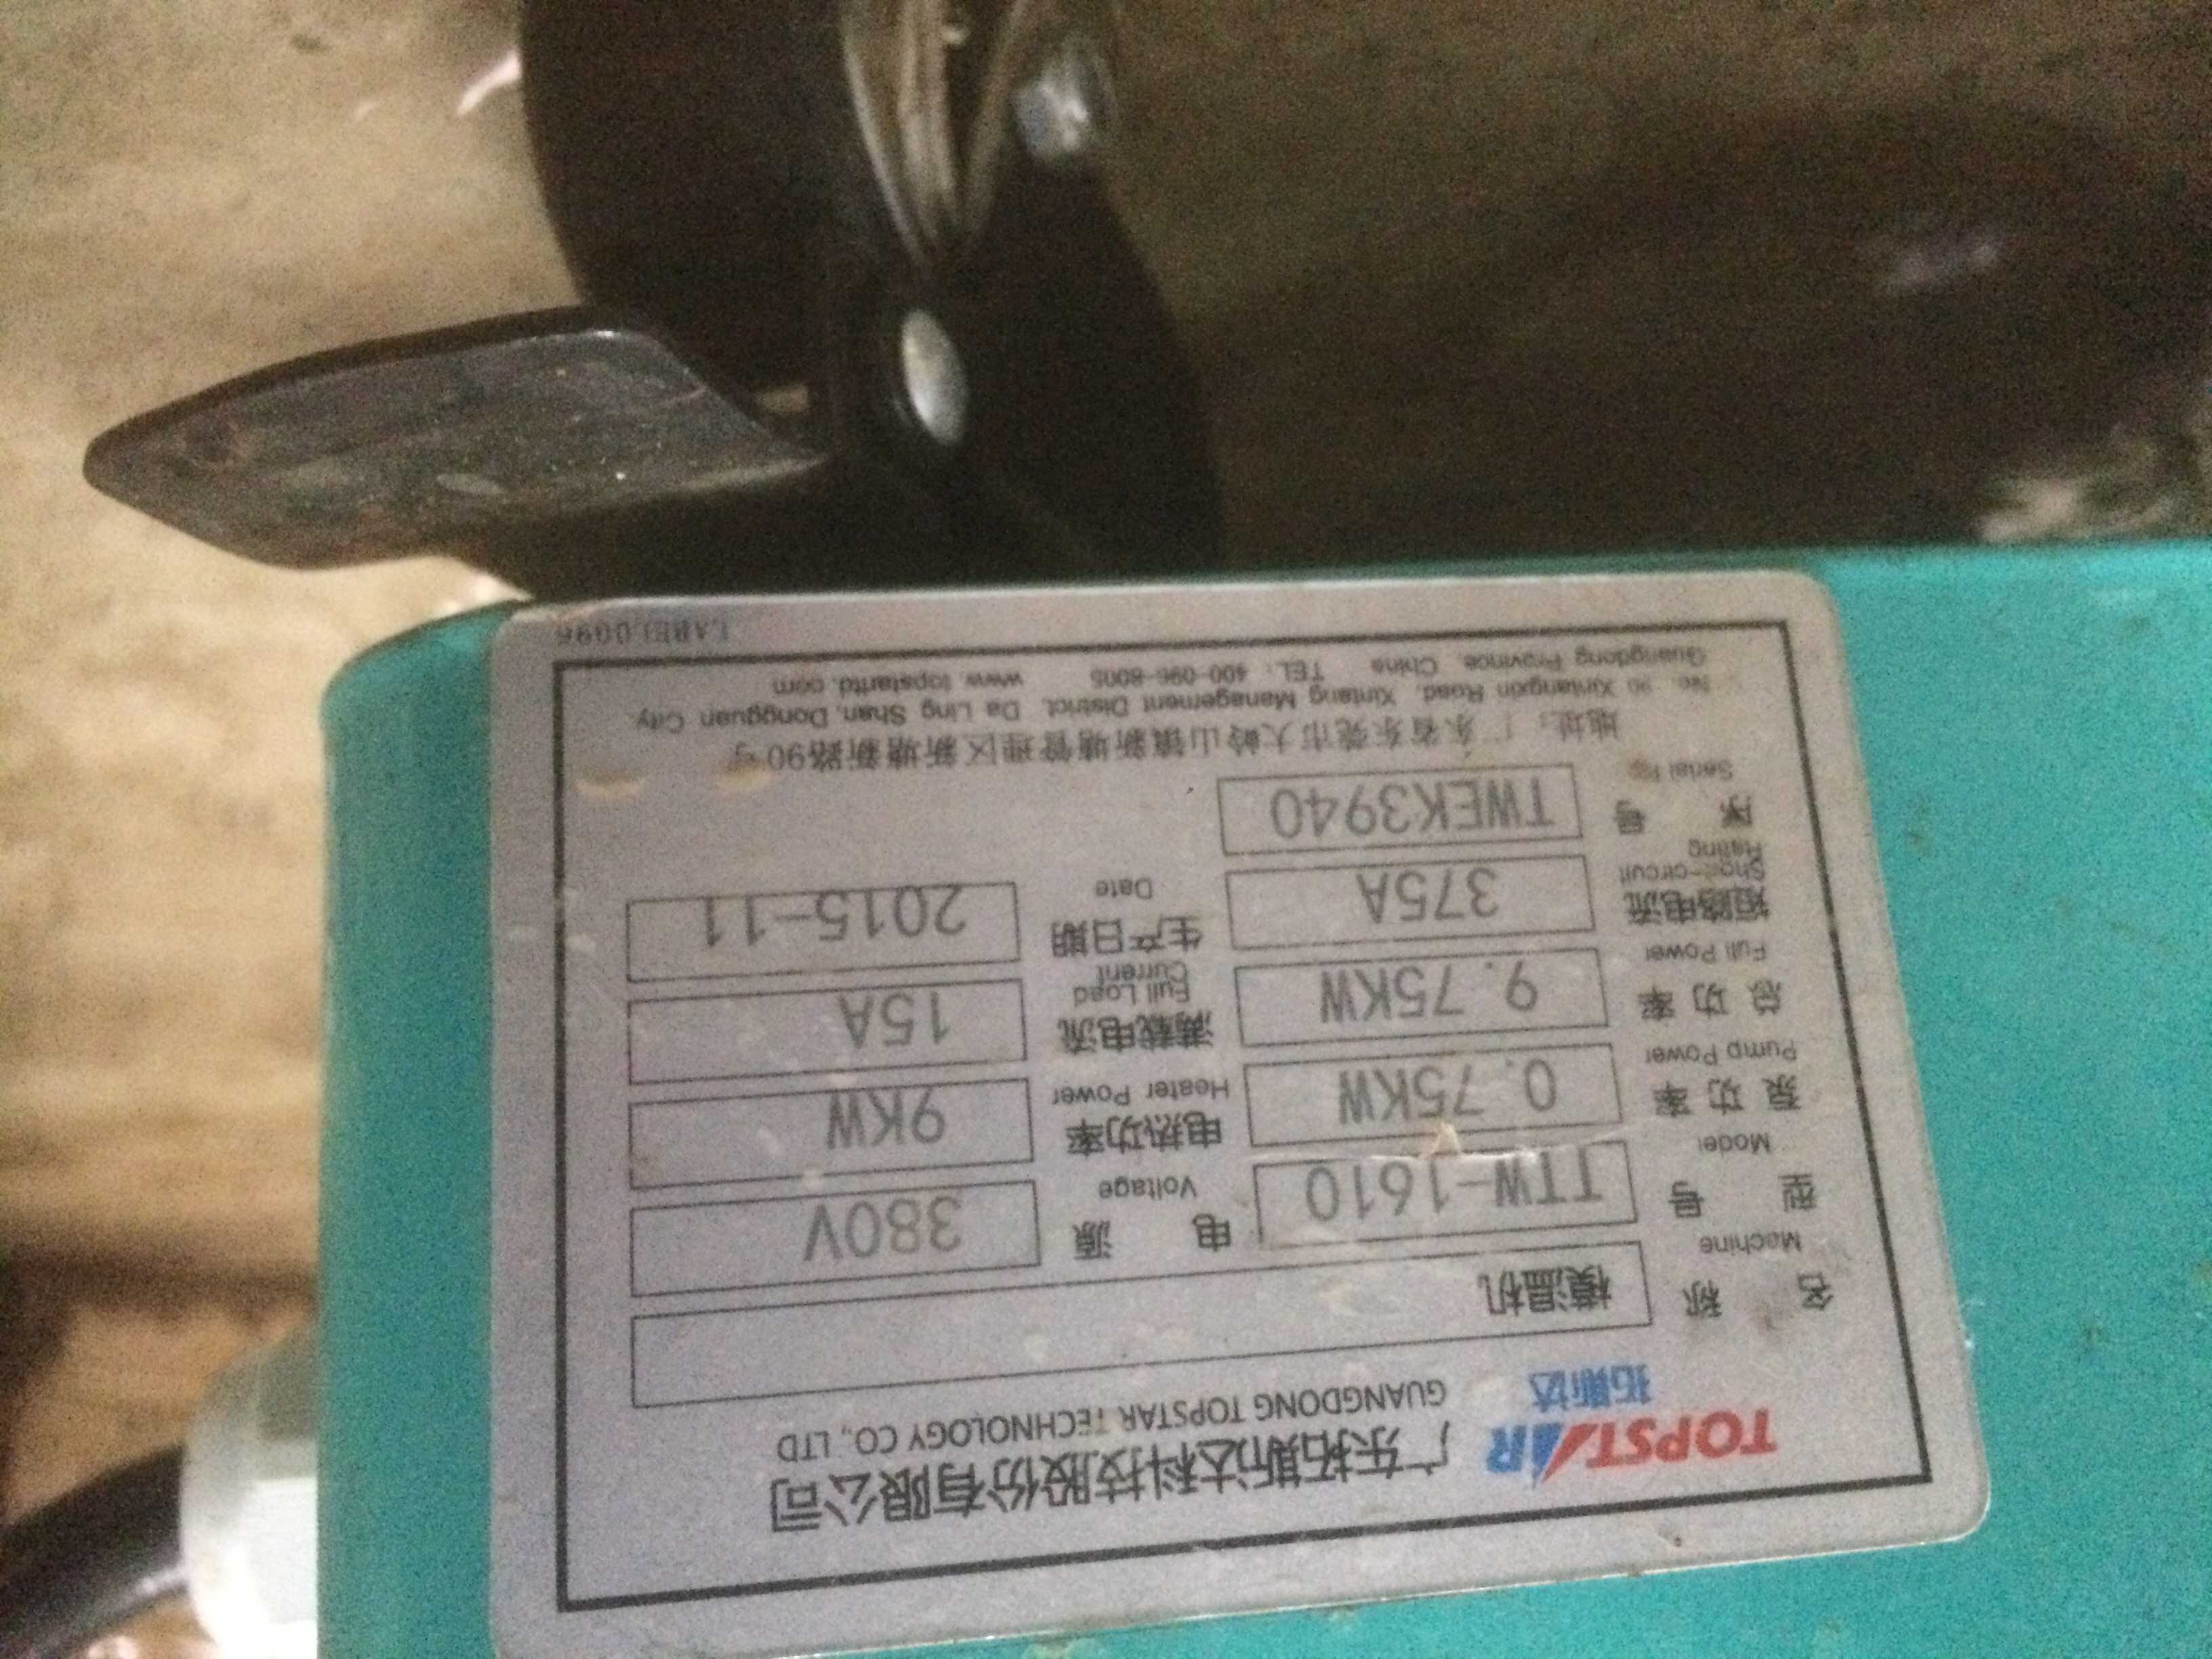 TOPSTAR 广东拓斯达科技股份有限公司
拓斯达 GUANGDONG TOPSTAR TECHNOLOGY CO., LTD
名称 模温机
Machine
型号 TTW-1610 电源 380V
Model Voltage
泵功率 0.75KW 电热功率 9KW
Pump Power Heater Power
总功率 9.75KW 满载电流 15A
Full Power Full Load Current
短路电流 375A 生产日期 2015-11
Short-circuit Rating Date
序号 TWEK3940
Serial No
地址：广东省东莞市大岭山镇新塘管理区新塘新路90号
No. 90 Xintangxin Road, Xintang Management District, Da Ling Shan, Dongguan City,
Guangdong Province, China TEL: 400-096-8005 www.topstarltd.com
LABEL0096